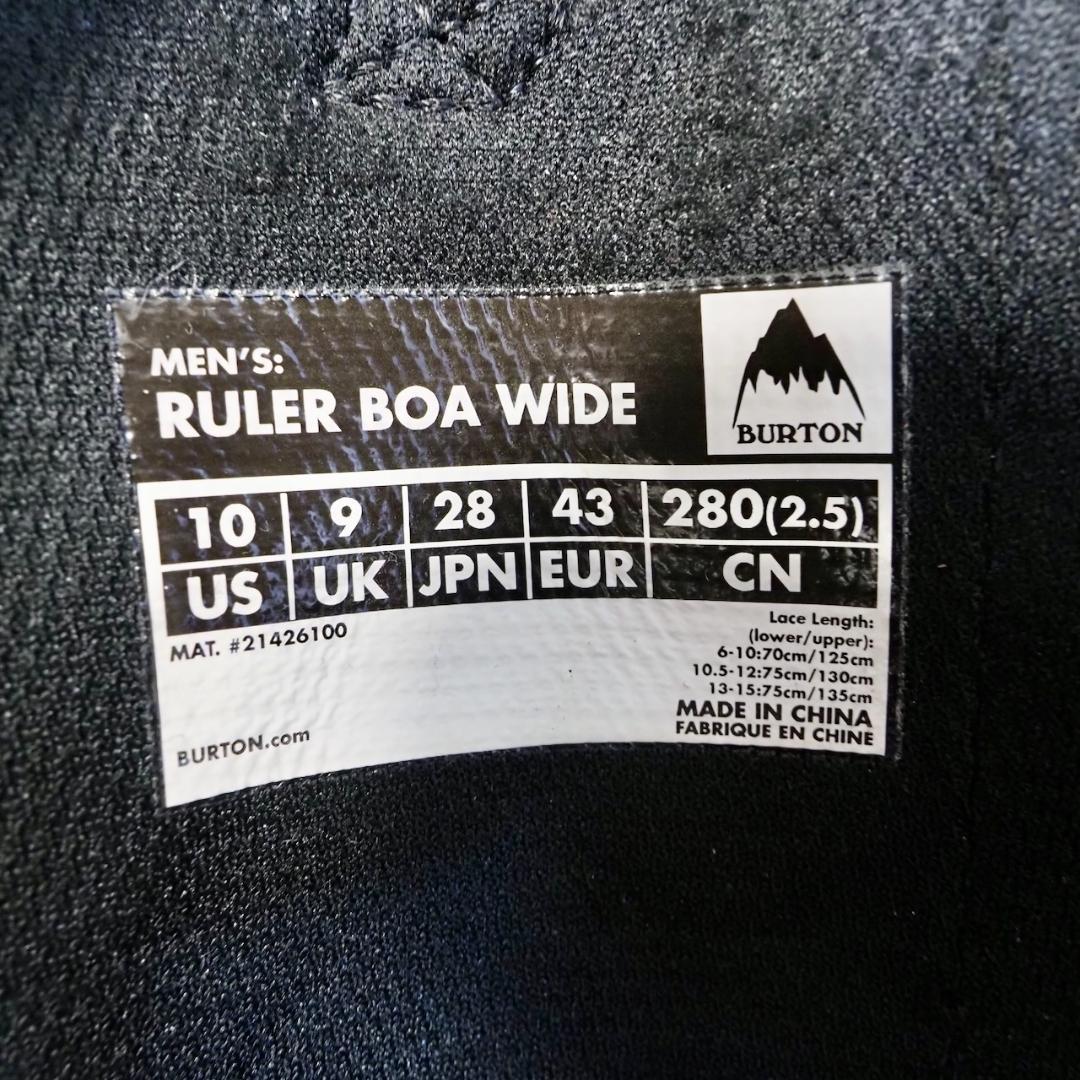 MEN'S:
RULER BOA WIDE
BURTON
10 9 28 43 280(2.5)
US UK JPN EUR CN
MAT. #21426100
Lace Length:
(lower/upper):
6-10:70cm/125cm
10.5-12:75cm/130cm
13-15:75cm/135cm
MADE IN CHINA
FABRIQUE EN CHINE
BURTON.com